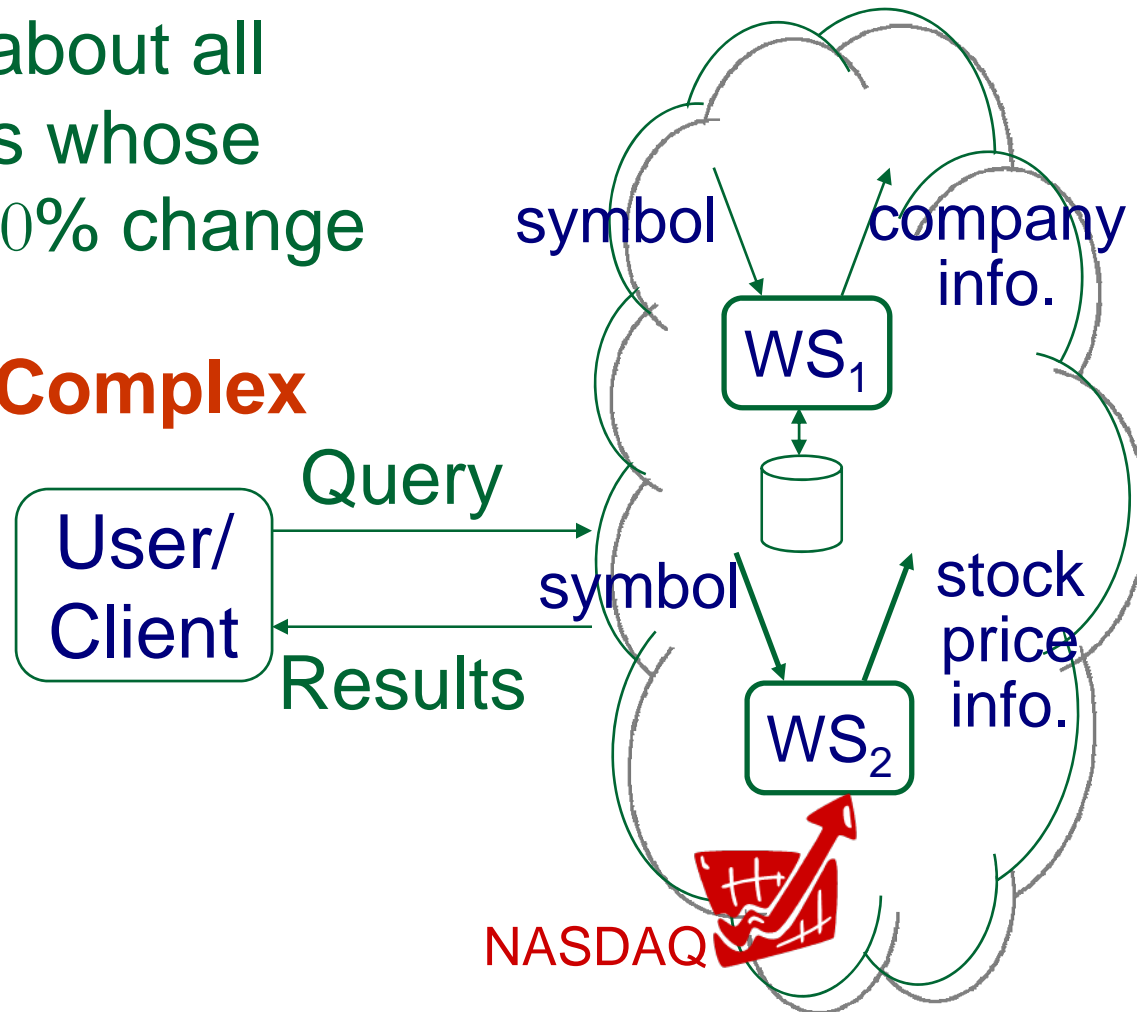 about all
s whose
0% change
Complex
Query
User/
Client
Results
symbol
company
info.
WS₁
symbol
stock
price
info.
WS₂
NASDAQ